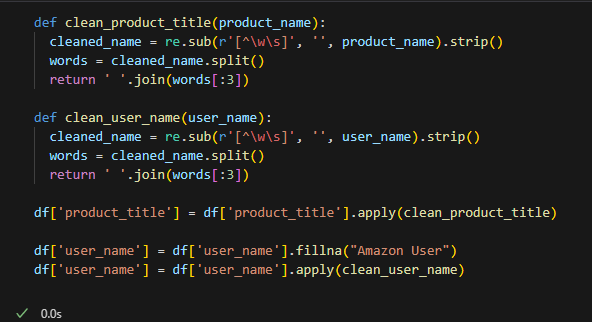 def clean_product_title(product_name):
  cleaned_name = re.sub(r'[^\w\s]', '', product_name).strip()
  words = cleaned_name.split()
  return ' '.join(words[:3])

def clean_user_name(user_name):
  cleaned_name = re.sub(r'[^\w\s]', '', user_name).strip()
  words = cleaned_name.split()
  return ' '.join(words[:3])

df['product_title'] = df['product_title'].apply(clean_product_title)

df['user_name'] = df['user_name'].fillna("Amazon User")
df['user_name'] = df['user_name'].apply(clean_user_name)
0.0s